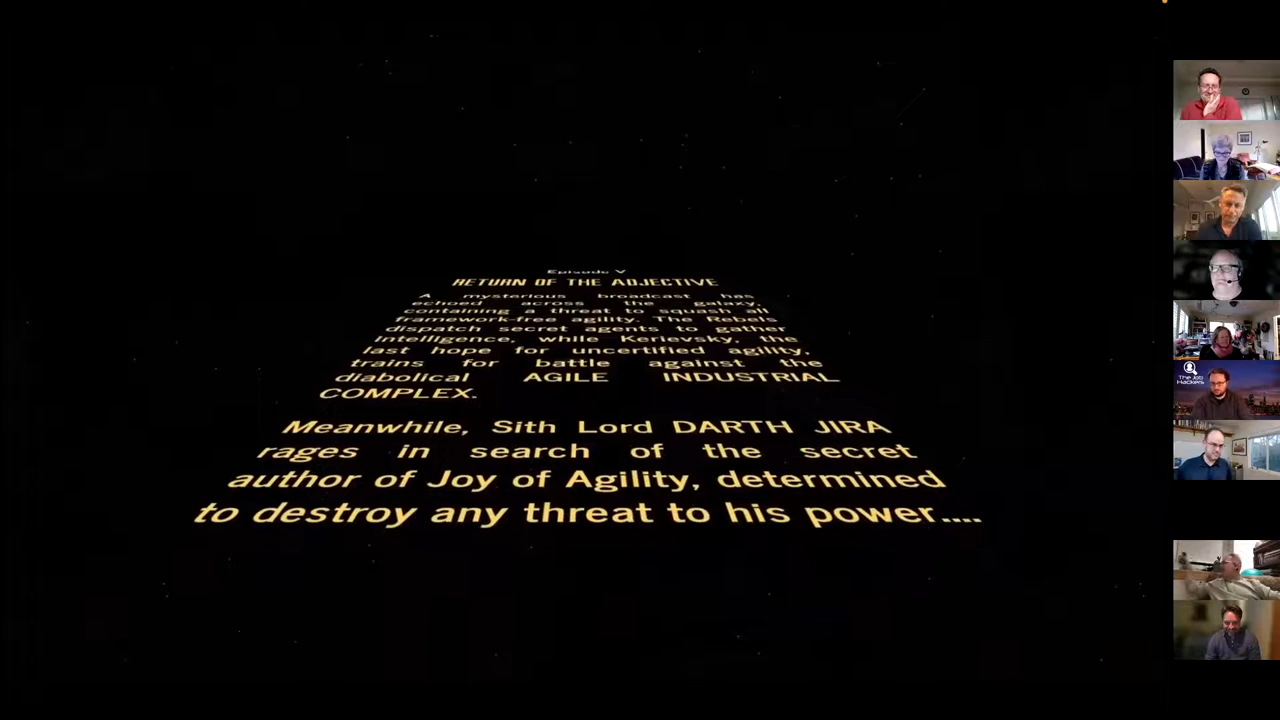 Episode V
RETURN OF THE ADJECTIVE
A mysterious broadcast has
echoed across the galaxy,
containing a threat to squash all
framework-free agility. The Rebels
dispatch secret agents to gather
intelligence, while Kerievsky, the
last hope for uncertified agility,
trains for battle against the
diabolical AGILE INDUSTRIAL
COMPLEX.
Meanwhile, Sith Lord DARTH JIRA
rages in search of the secret
author of Joy of Agility, determined
to destroy any threat to his power....
The Job
Hackers